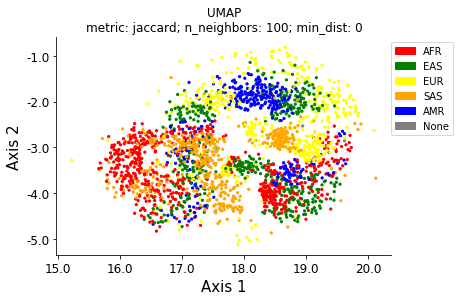 UMAP
metric: jaccard; n_neighbors: 100; min_dist: 0
AFR
EAS
EUR
SAS
AMR
None
-1.0
-2.0
-3.0
-4.0
-5.0
Axis 2
15.0 16.0 17.0 18.0 19.0 20.0
Axis 1